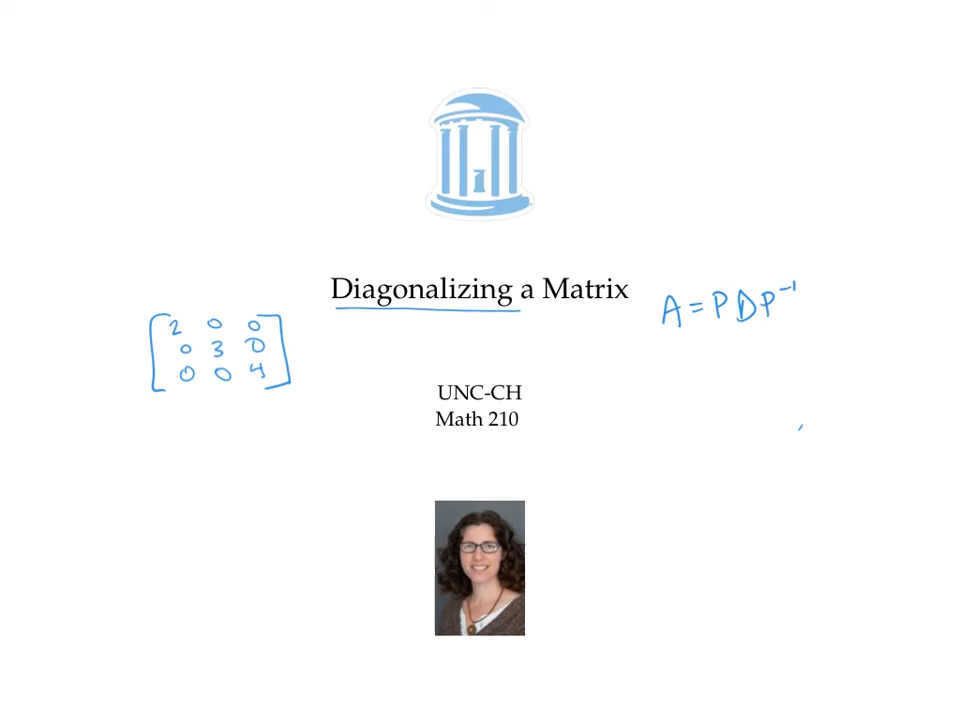 Diagonalizing a Matrix
A = PDP⁻¹
2 0 0
0 3 0
0 0 4
UNC-CH
Math 210